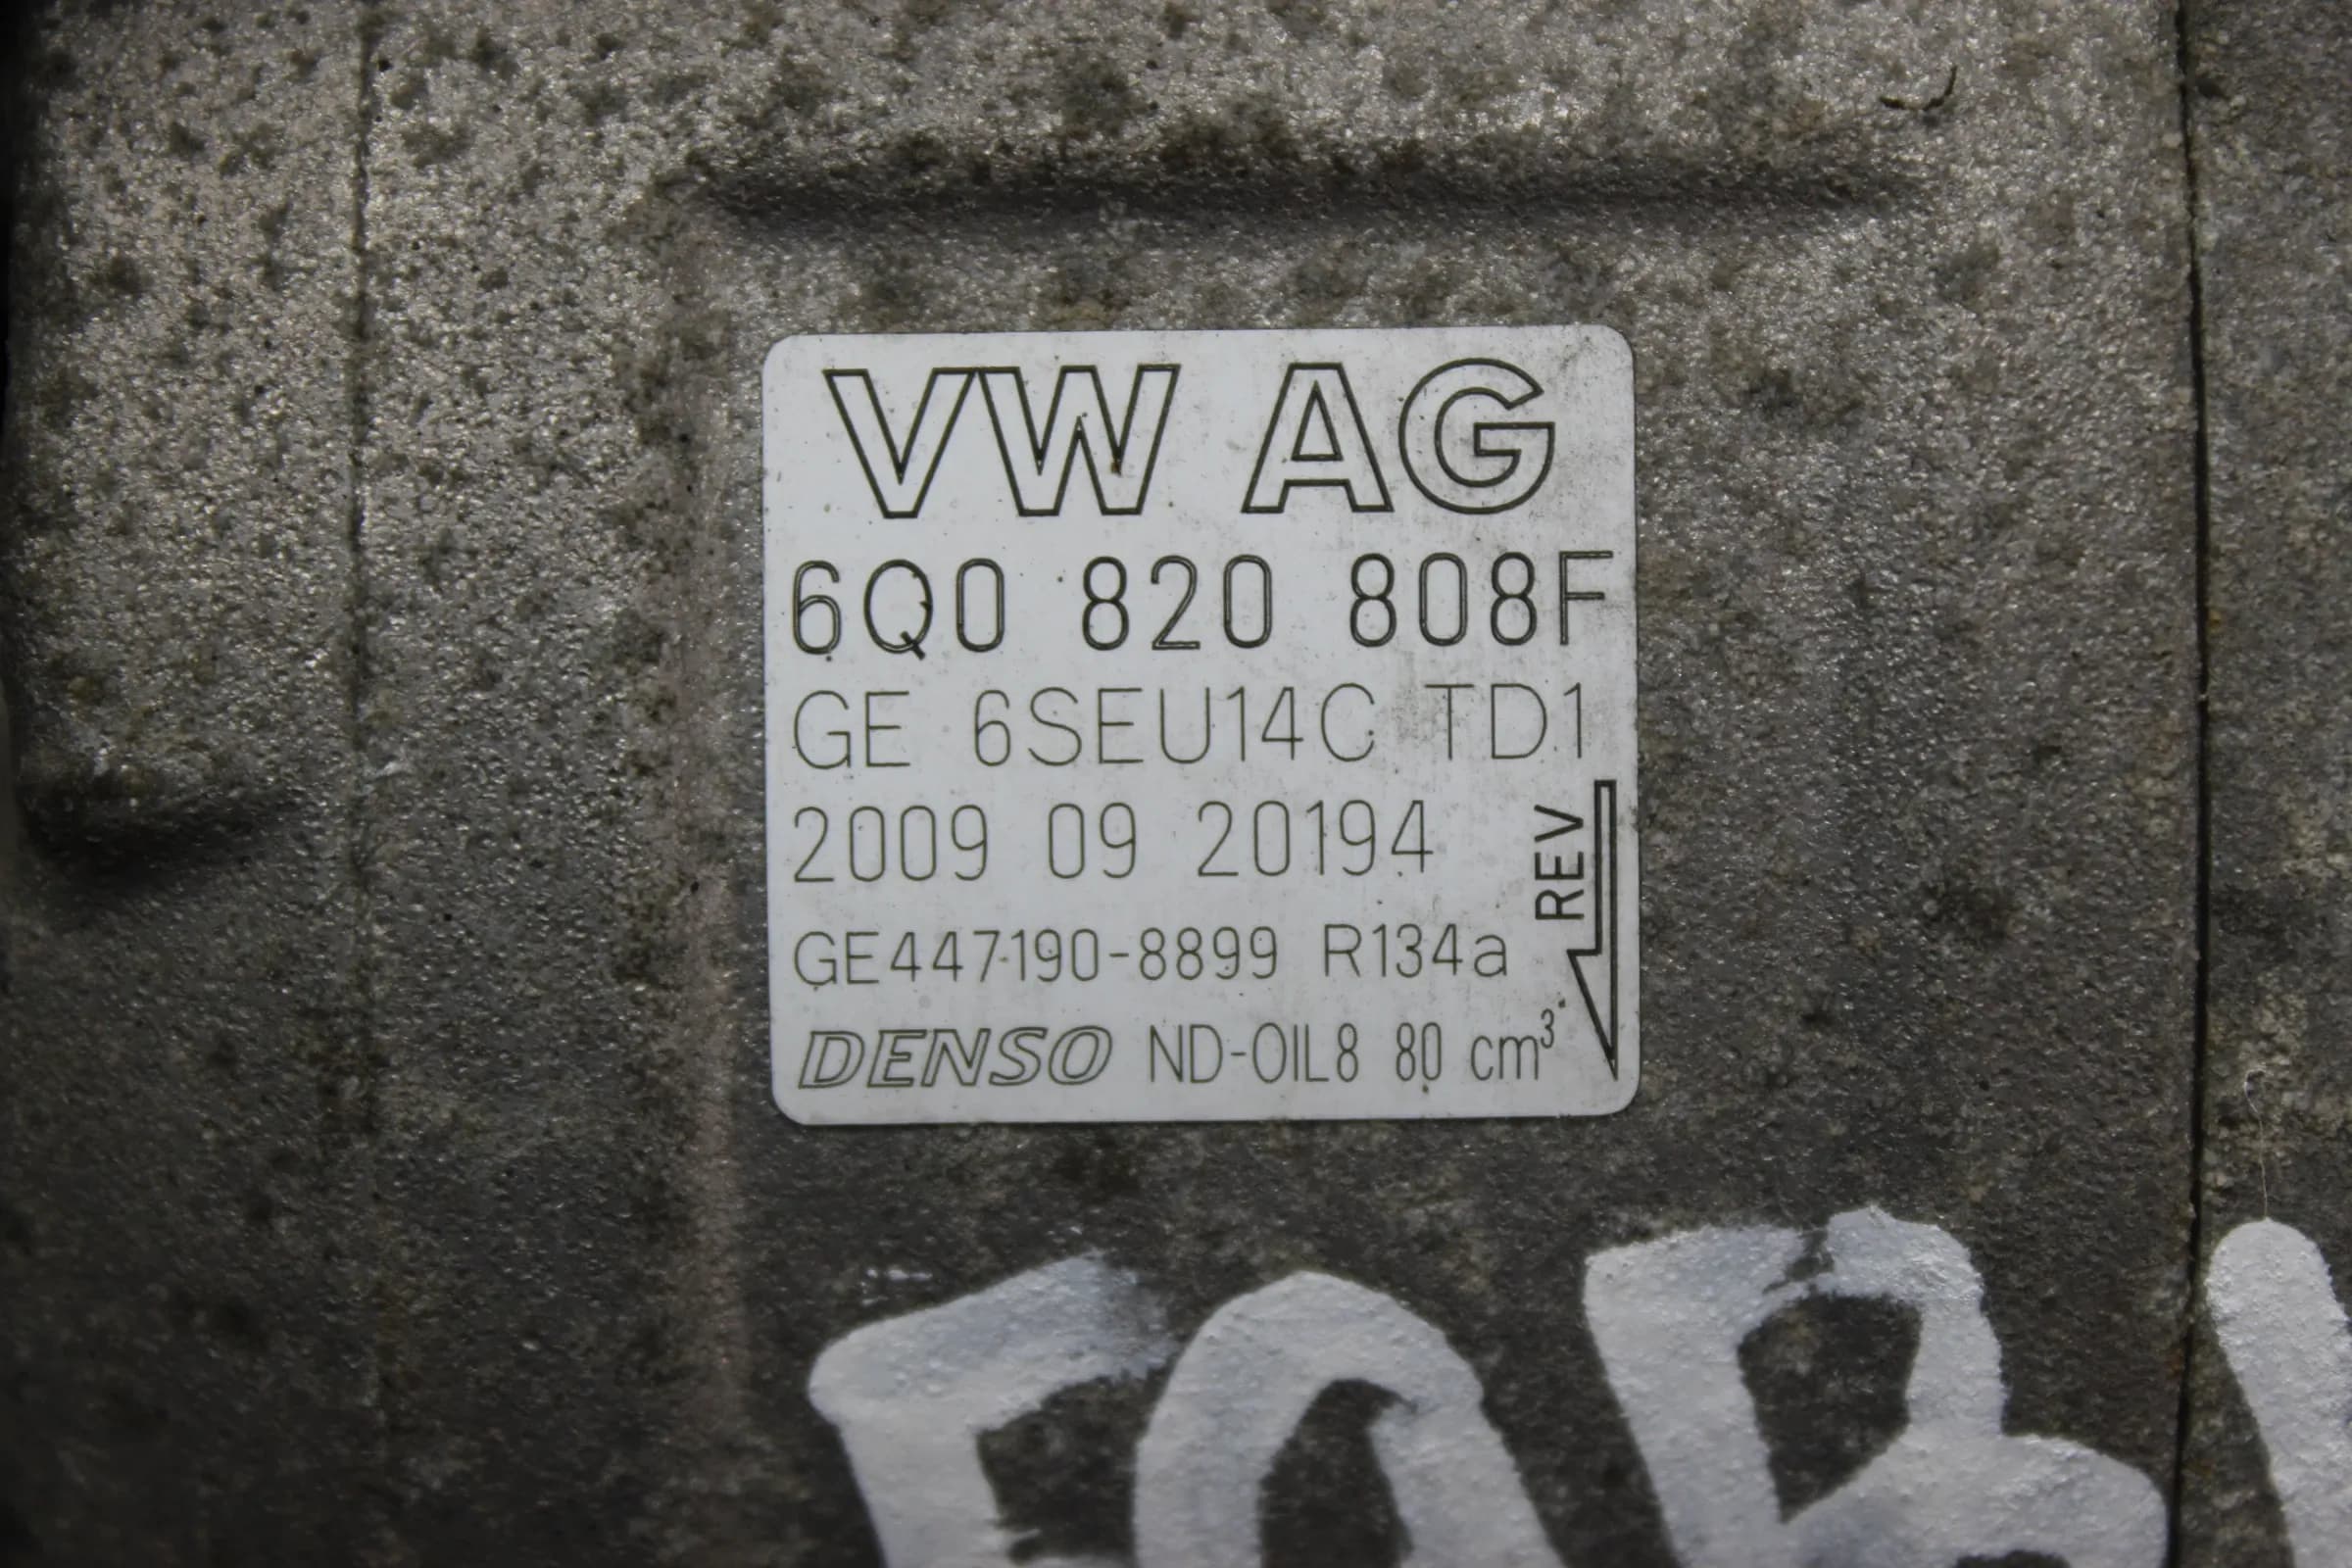 VW AG
6Q0 820 808F
GE 6SEU14C TD1
2009 09 20194
REV
GE447190-8899 R134a
DENSO ND-OIL8 80 cm³